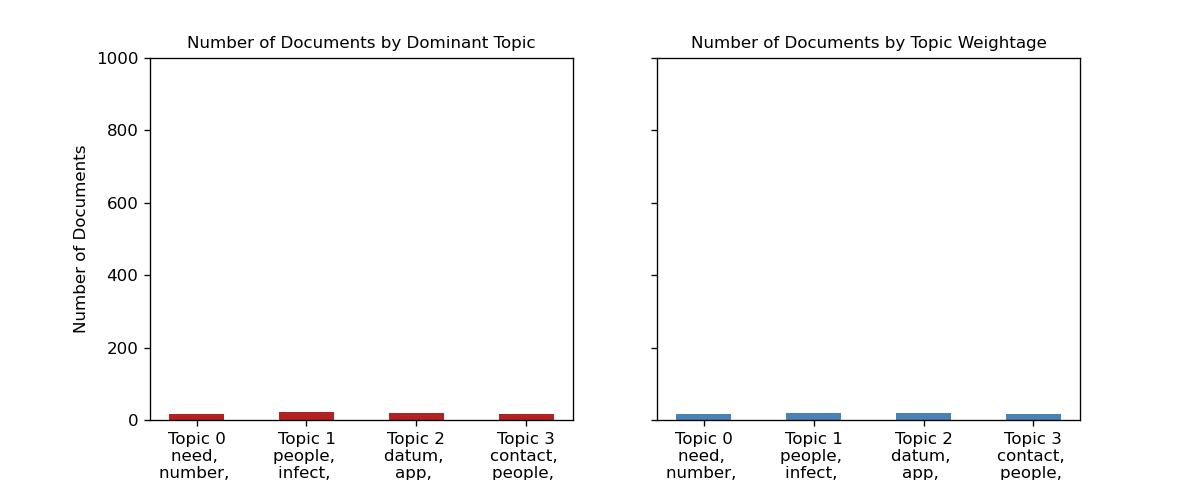 Number of Documents by Dominant Topic
Number of Documents by Topic Weightage
1000
800
600
400
200
0
Number of Documents
Topic 0
need,
number,
Topic 1
people,
infect,
Topic 2
datum,
app,
Topic 3
contact,
people,
Topic 0
need,
number,
Topic 1
people,
infect,
Topic 2
datum,
app,
Topic 3
contact,
people,